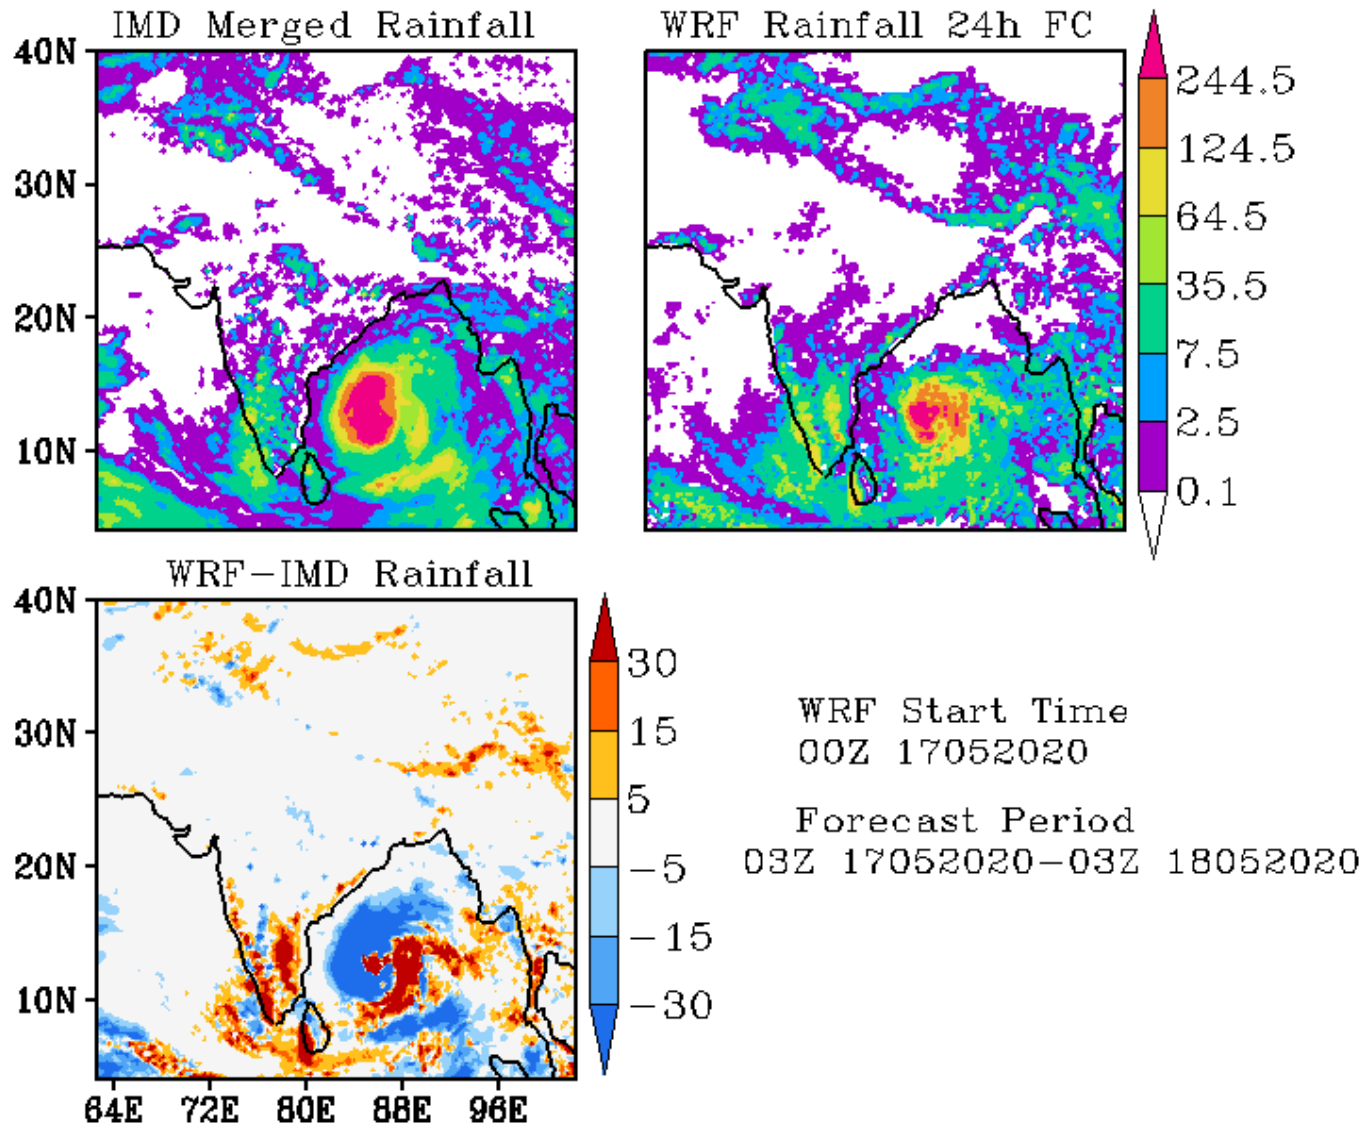 IMD Merged Rainfall
WRF Rainfall 24h FC
40N
30N
20N
10N
244.5
124.5
64.5
35.5
7.5
2.5
0.1
WRF-IMD Rainfall
40N
30N
20N
10N
64E 72E 80E 88E 96E
30
15
5
-5
-15
-30
WRF Start Time
00Z 17052020
Forecast Period
03Z 17052020-03Z 18052020